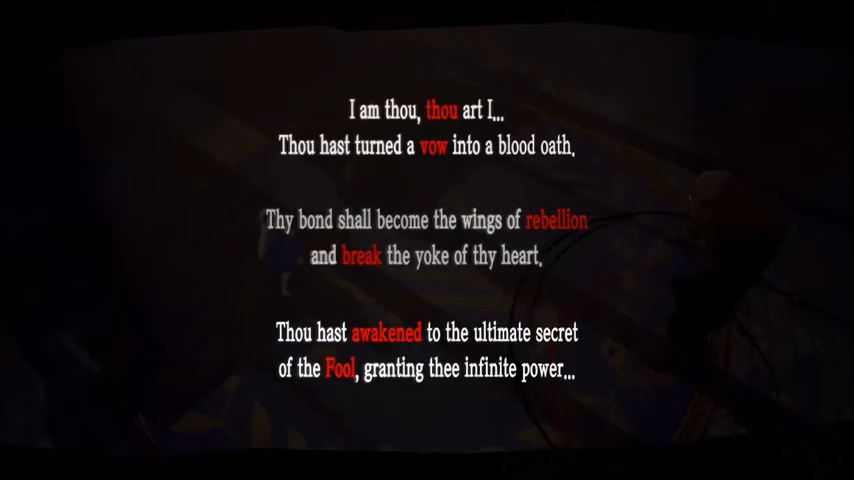 I am thou, thou art I...
Thou hast turned a vow into a blood oath.
Thy bond shall become the wings of rebellion
and break the yoke of thy heart.
Thou hast awakened to the ultimate secret
of the Fool, granting thee infinite power...